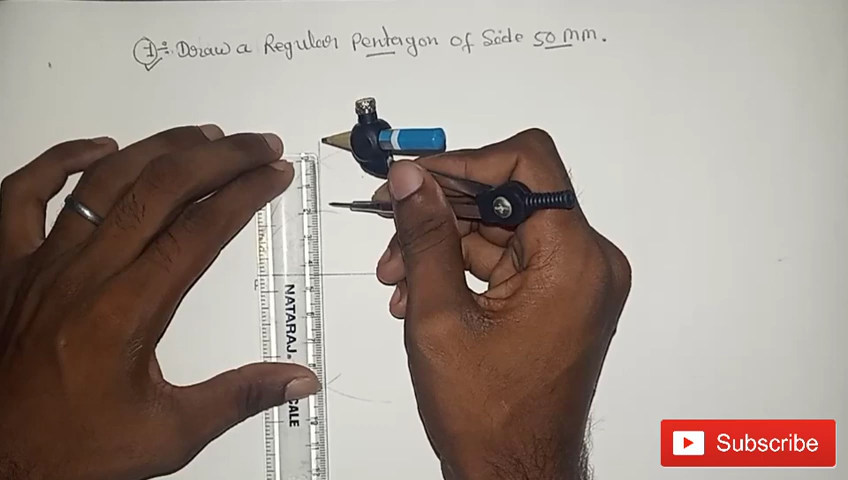 1 :- Draw a Regular Pentagon of Side 50 mm.
NATARAJ
SCALE
Subscribe